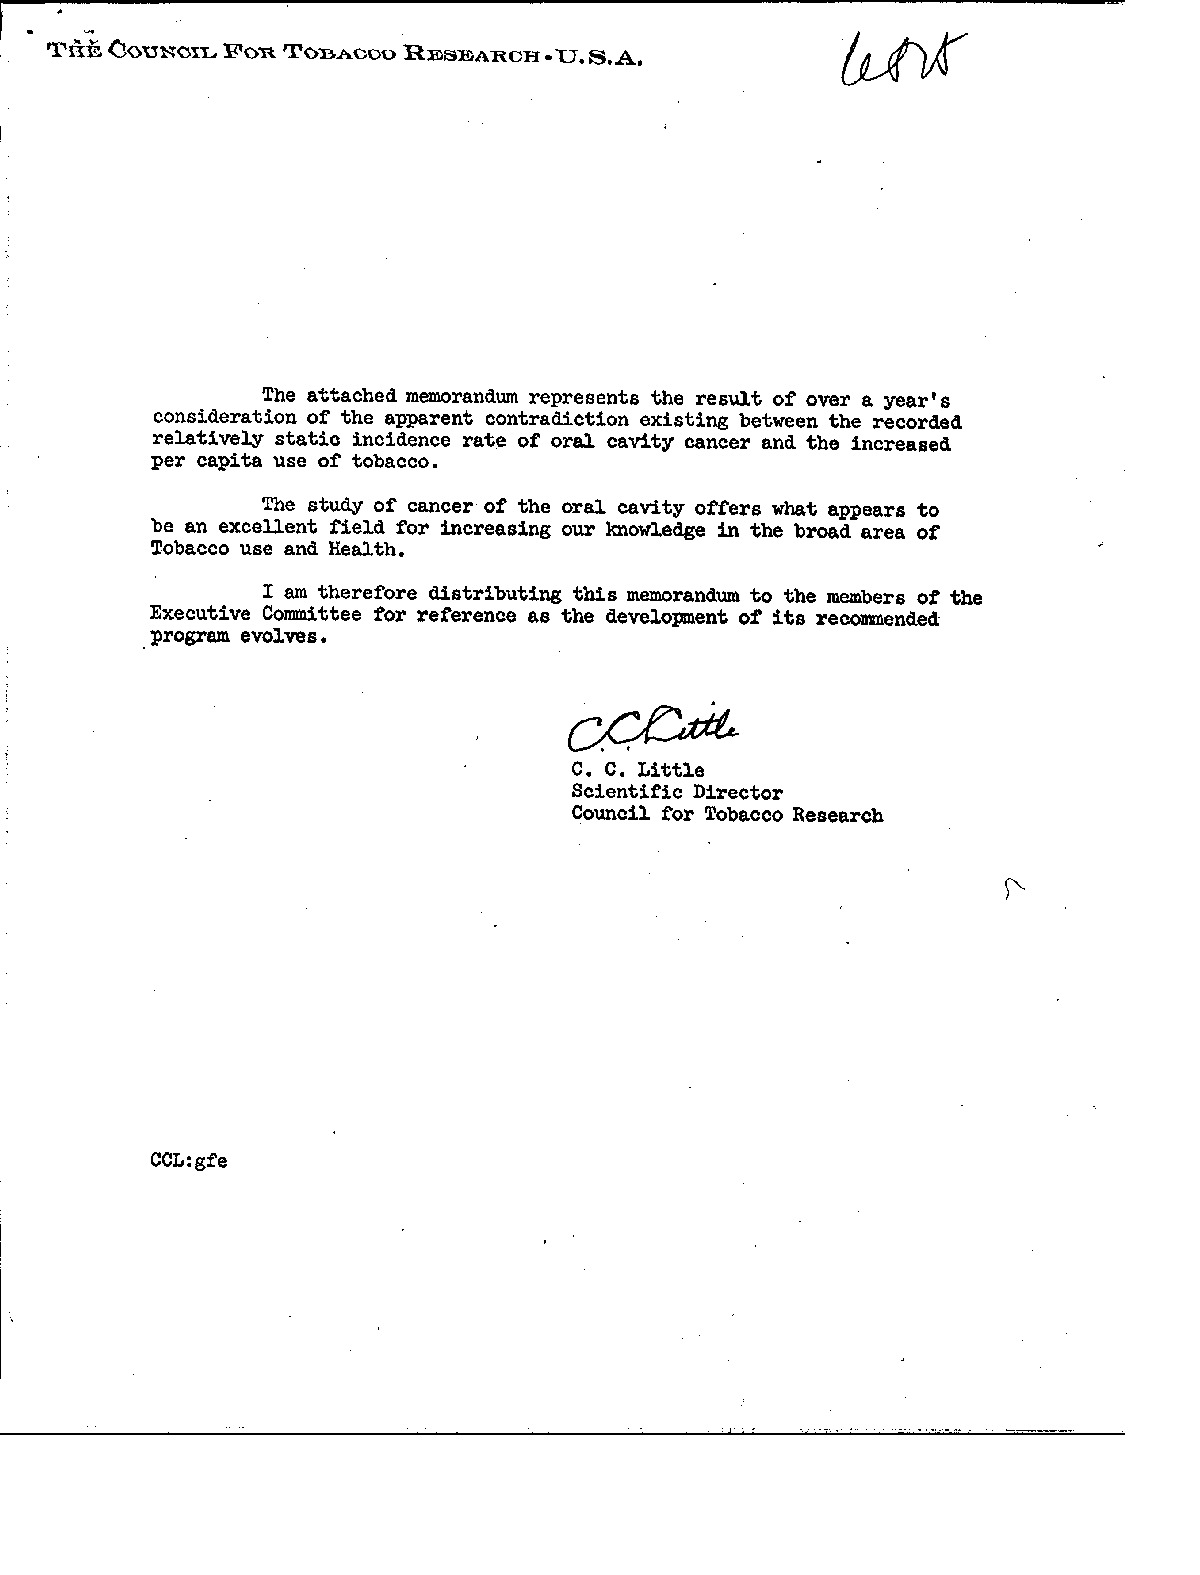 THE COUNCIL FOR TOBACCO RESEARCH-U.S.A.
The attached memorandum represents the result of over a year's
consideration of the apparent contradiction existing between the recorded
relatively static incidence rate of oral cavity cancer and the increased
per capita use of tobacco.
The study of cancer of the oral cavity offers what appears to
be an excellent field for increasing our knowledge in the broad area of
Tobacco use and Health.
I am therefore distributing this memorandum to the members of the
Executive Committee for reference as the development of its recommended
program evolves.
C.C. Little
C. C. Little
Scientific Director
Council for Tobacco Research
CCL:gfe